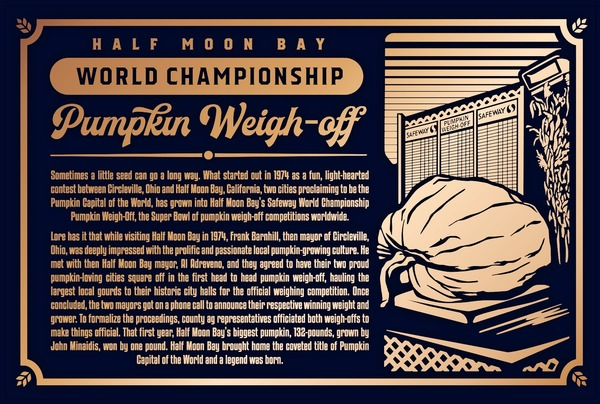 HALF MOON BAY
WORLD CHAMPIONSHIP
Pumpkin Weigh-off
SAFEWAY
PUMPKIN
WEIGH-OFF
SAFEWAY
Sometimes a little seed can go a long way. What started out in 1974 as a fun, light-hearted
contest between Circleville, Ohio and Half Moon Bay, California, two cities proclaiming to be the
Pumpkin Capital of the World, has grown into Half Moon Bay's Safeway World Championship
Pumpkin Weigh-Off, the Super Bowl of pumpkin weigh-off competitions worldwide.
Lore has it that while visiting Half Moon Bay in 1974, Frank Barnhill, then mayor of Circleville,
Ohio, was deeply impressed with the prolific and passionate local pumpkin-growing culture. He
met with then Half Moon Bay mayor, Al Adreveno, and they agreed to have their two proud
pumpkin-loving cities square off in the first head to head pumpkin weigh-off, hauling the
largest local gourds to their historic city halls for the official weighing competition. Once
concluded, the two mayors got on a phone call to announce their respective winning weight and
grower. To formalize the proceedings, county ag representatives officiated both weigh-offs to
make things official. That first year, Half Moon Bay's biggest pumpkin, 132-pounds, grown by
John Minaidis, won by one pound. Half Moon Bay brought home the coveted title of Pumpkin
Capital of the World and a legend was born.